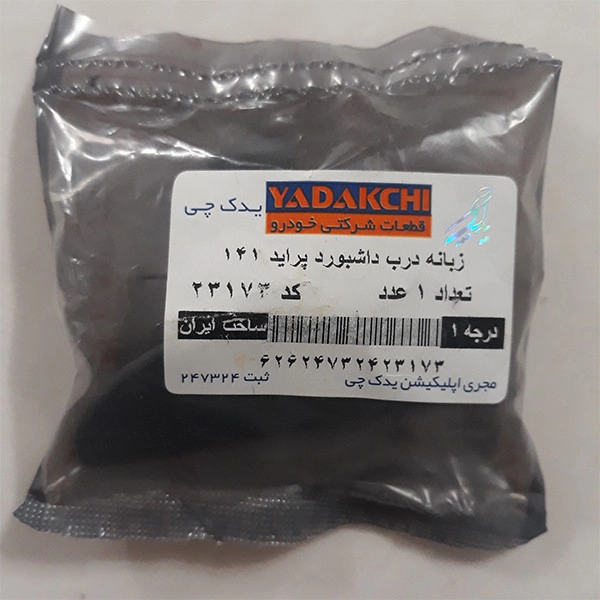 یدک چی YADAKCHI
قطعات شرکتی خودرو
زبانه درب داشبورد پراید ۱۴۱
تعداد ۱ عدد کد ۲۳۱۷۳
درجه ۱ ساخت ایران
۶۲۶۲۴۷۳۲۴۲۳۱۷۳
مجری اپلیکیشن یدک چی ثبت ۲۴۷۳۲۴